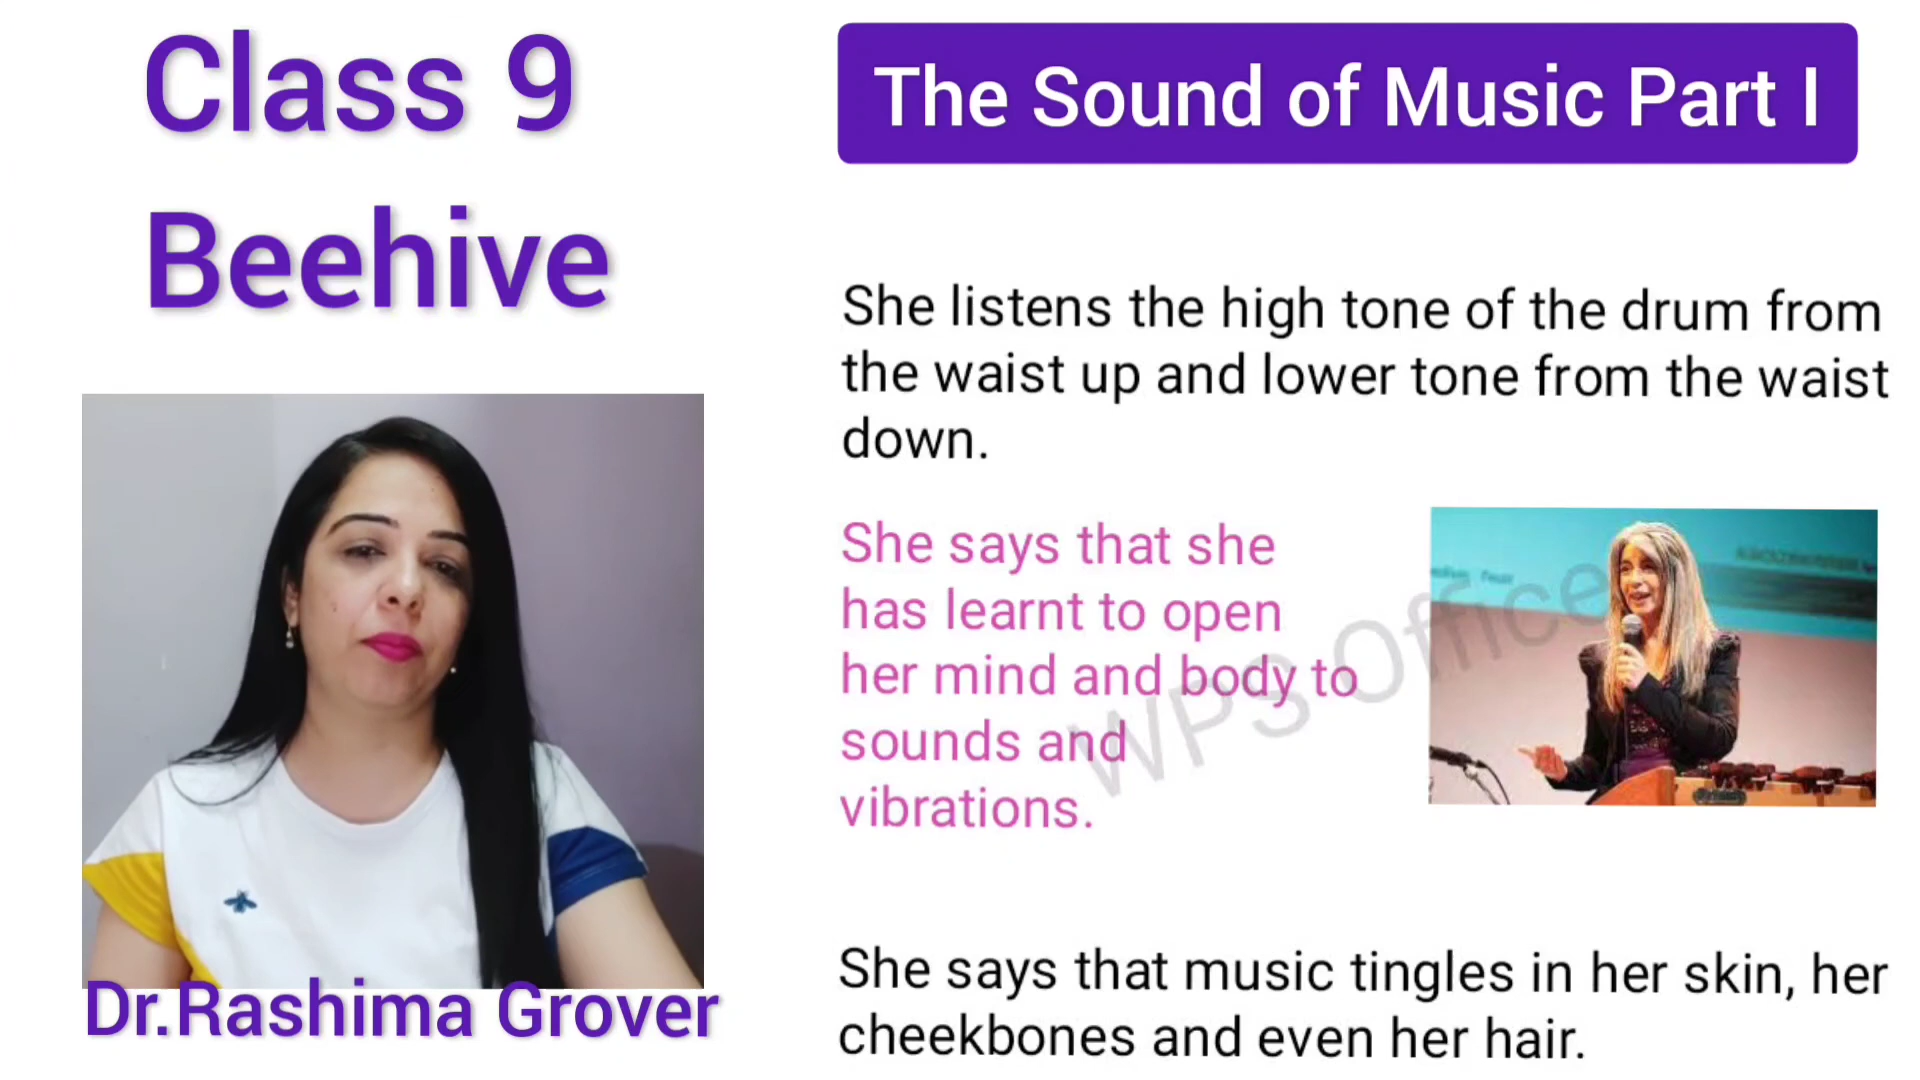 Class 9
Beehive
Dr.Rashima Grover
The Sound of Music Part I
She listens the high tone of the drum from
the waist up and lower tone from the waist
down.
She says that she
has learnt to open
her mind and body to
sounds and
vibrations.
WPS Office
She says that music tingles in her skin, her
cheekbones and even her hair.